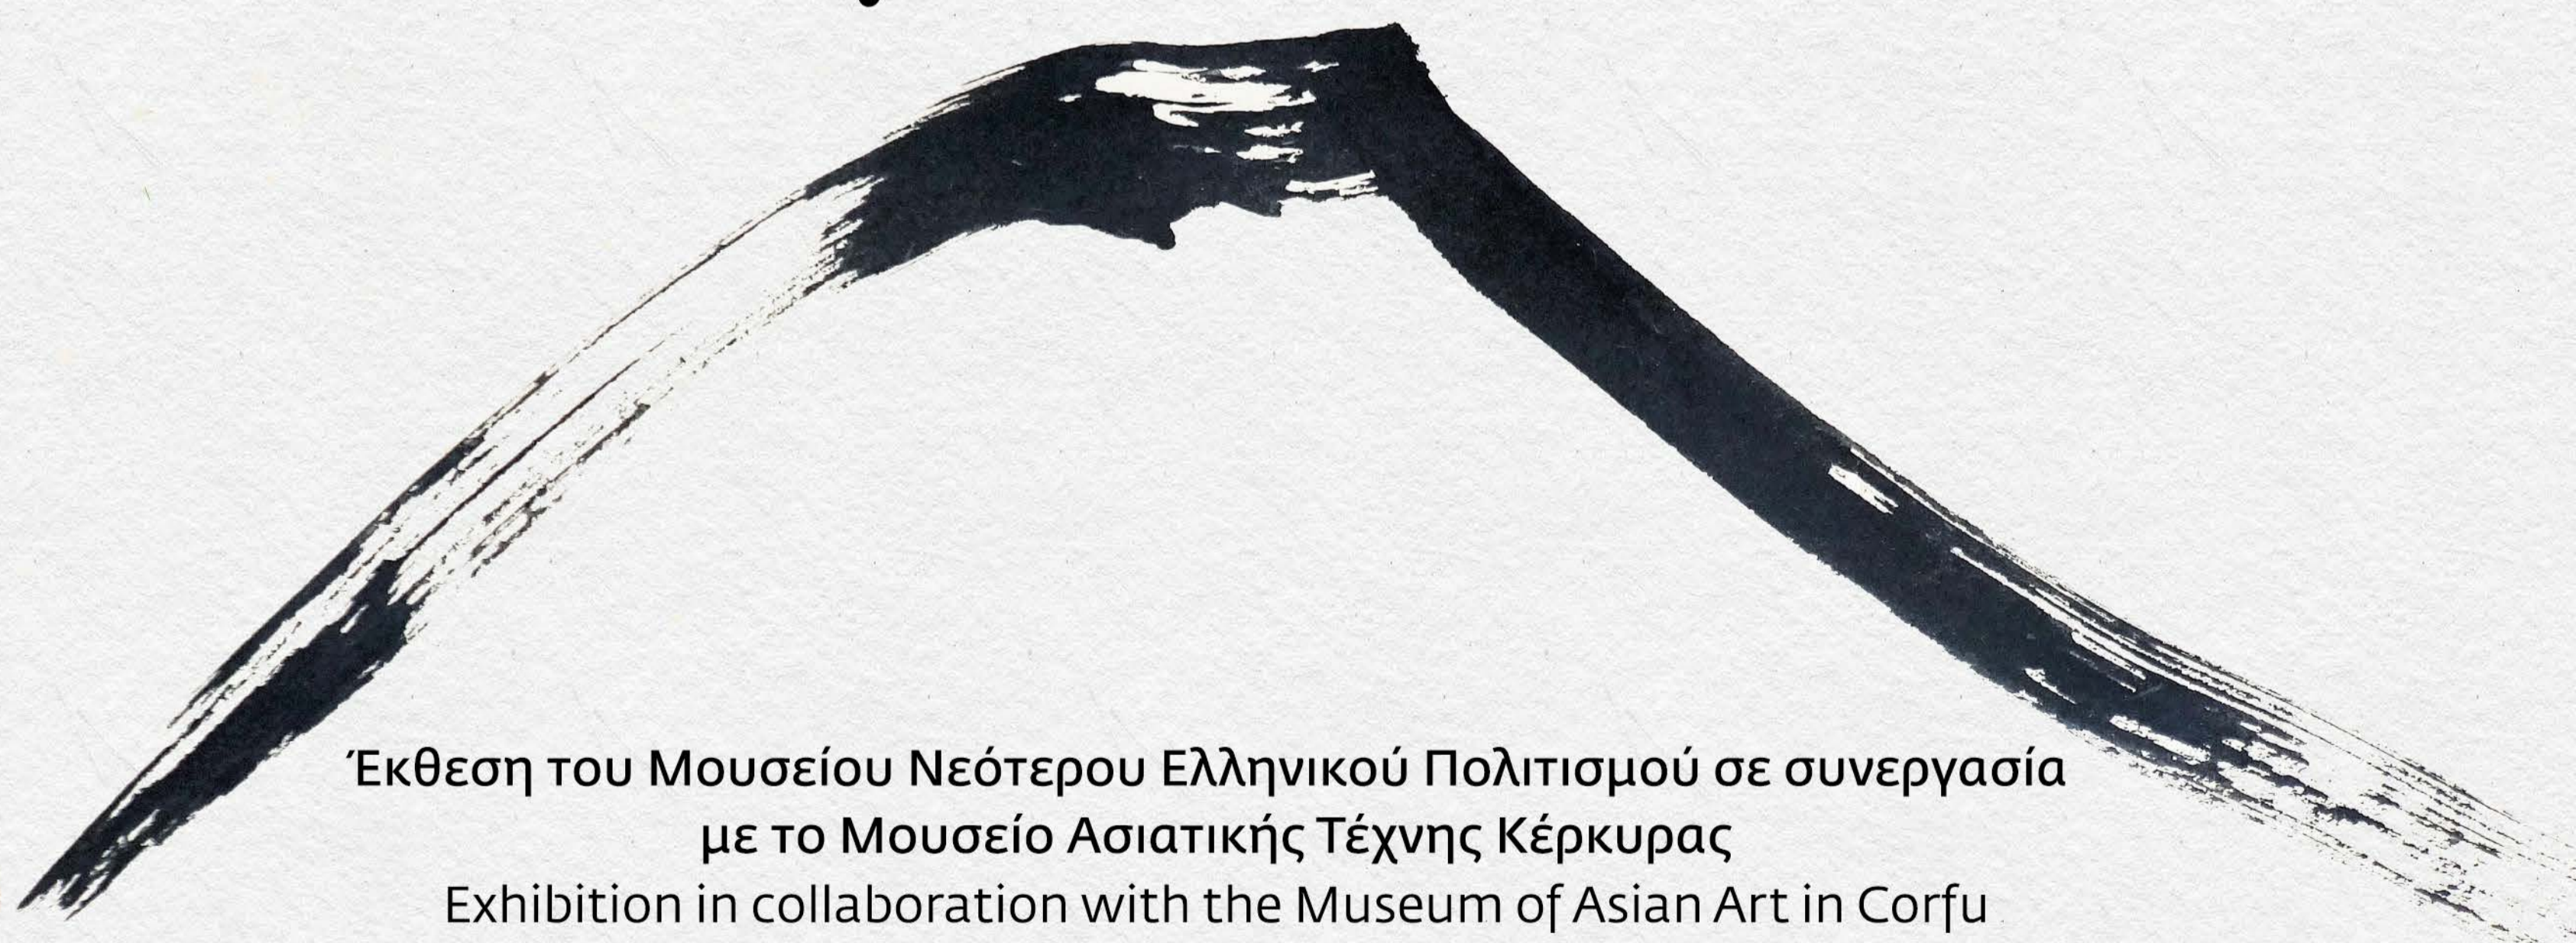 Έκθεση του Μουσείου Νεότερου Ελληνικού Πολιτισμού σε συνεργασία
με το Μουσείο Ασιατικής Τέχνης Κέρκυρας
Exhibition in collaboration with the Museum of Asian Art in Corfu